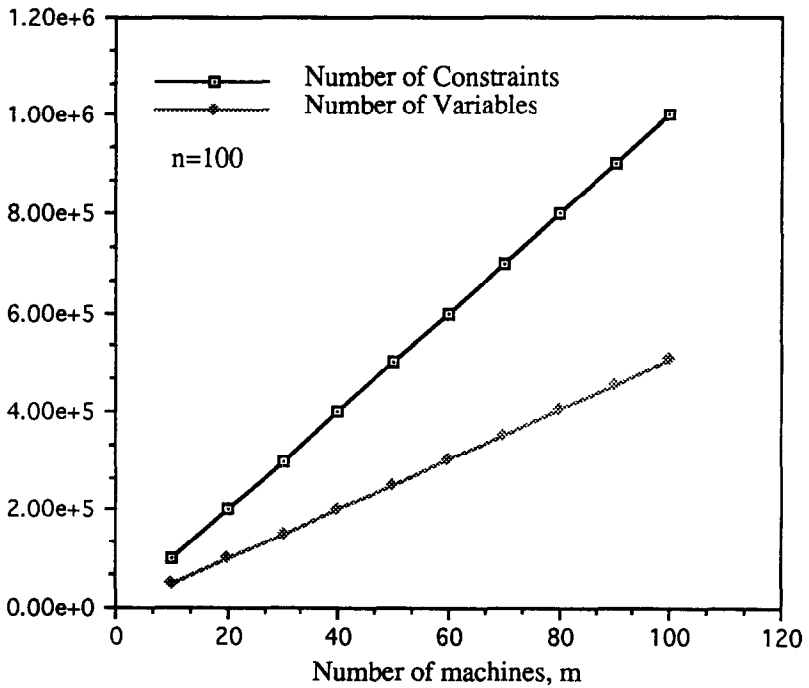 1.20e+6
Number of Constraints
Number of Variables
1.00e+6
n=100
8.00e+5
6.00e+5
4.00e+5
2.00e+5
0.00e+0
0 20 40 60 80 100 120
Number of machines, m